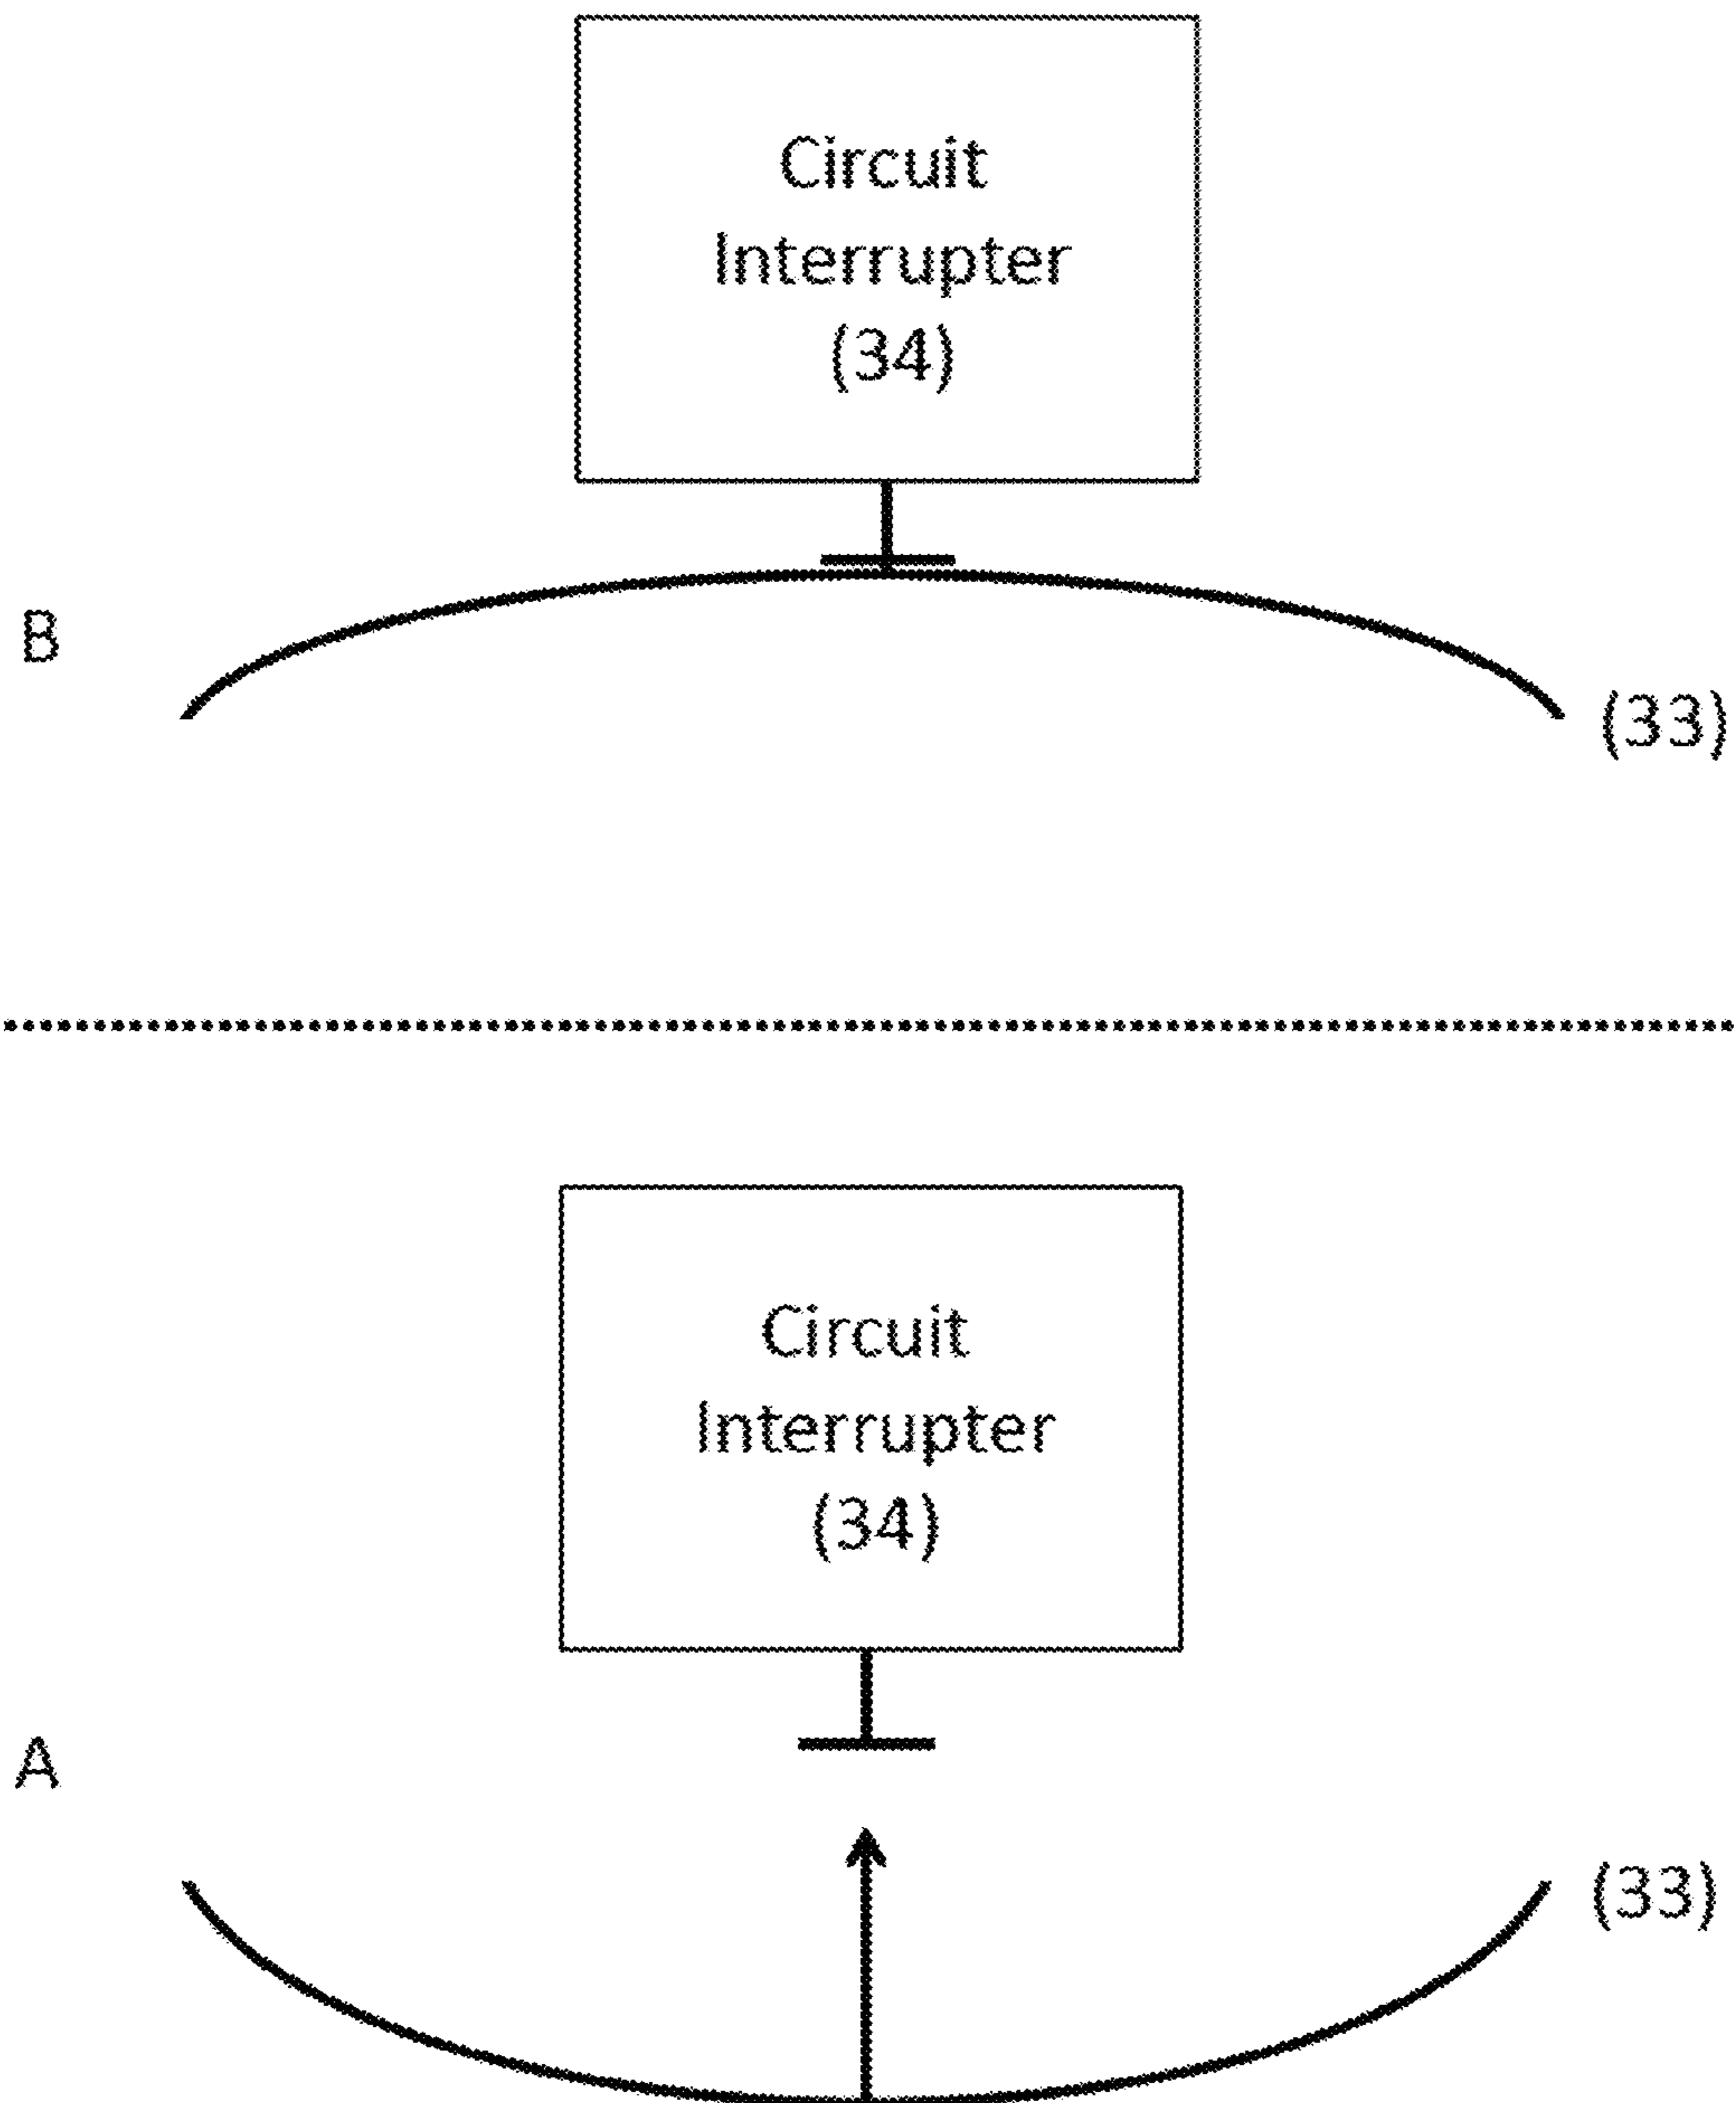 Circuit
Interrupter
(34)
B
(33)
Circuit
Interrupter
(34)
A
(33)